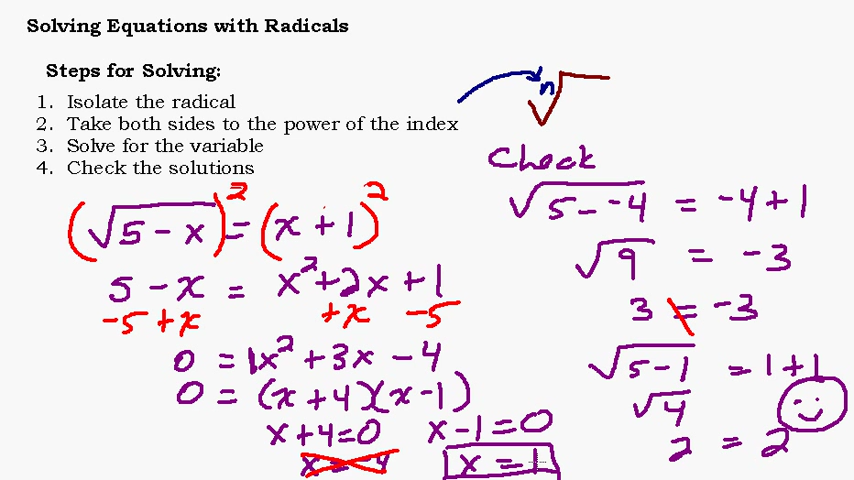 Solving Equations with Radicals
Steps for Solving:
1. Isolate the radical
2. Take both sides to the power of the index
3. Solve for the variable
4. Check the solutions
n√
(√5 - x)² = (x + 1)²
5 - x = x² + 2x + 1
-5 + x +x -5
0 = 1x² + 3x - 4
0 = (x + 4)(x - 1)
x + 4 = 0 x - 1 = 0
x = -4 x = 1
Check
√5 - -4 = -4 + 1
√9 = -3
3 = -3
√5 - 1 = 1 + 1
√4
2 = 2